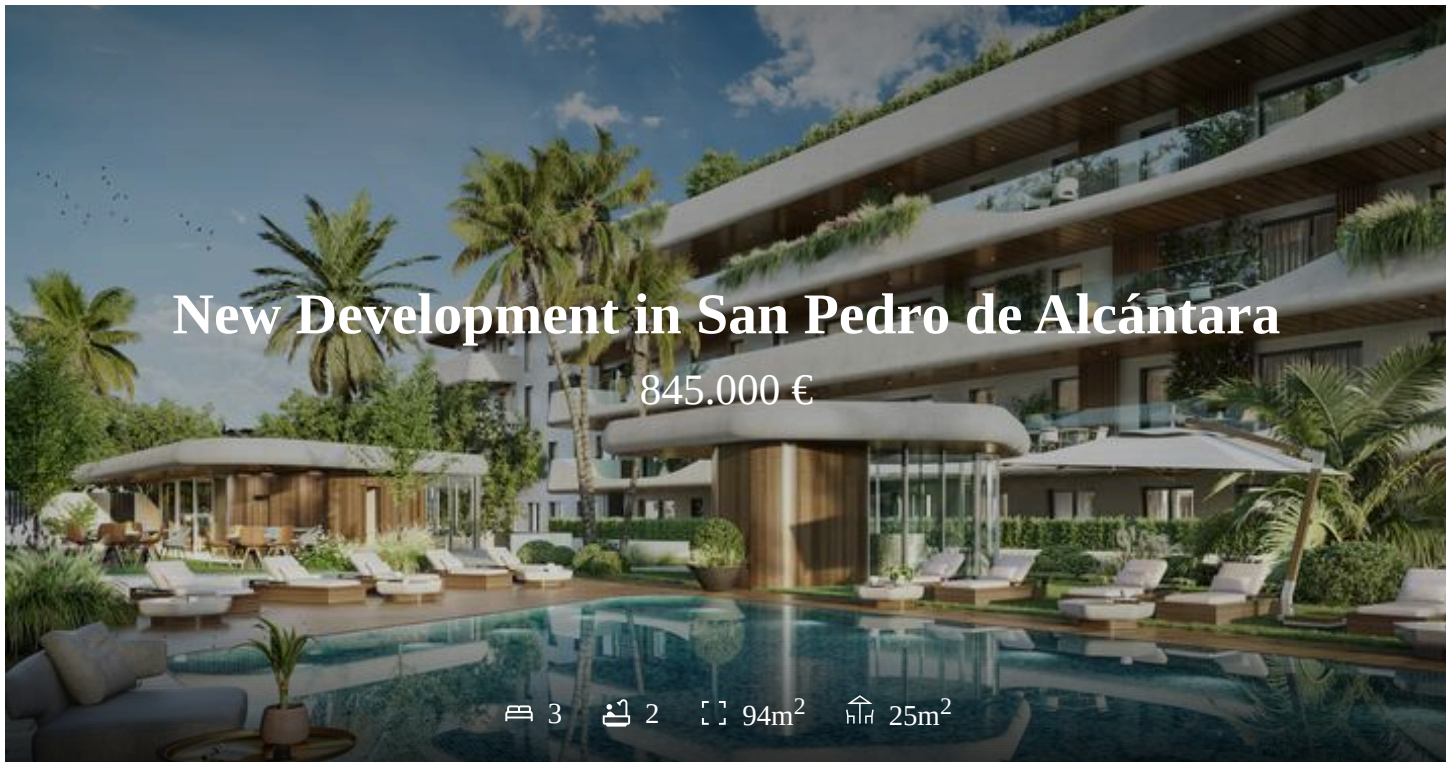 New Development in San Pedro de Alcántara
845.000 €
3 2 94m² 25m²